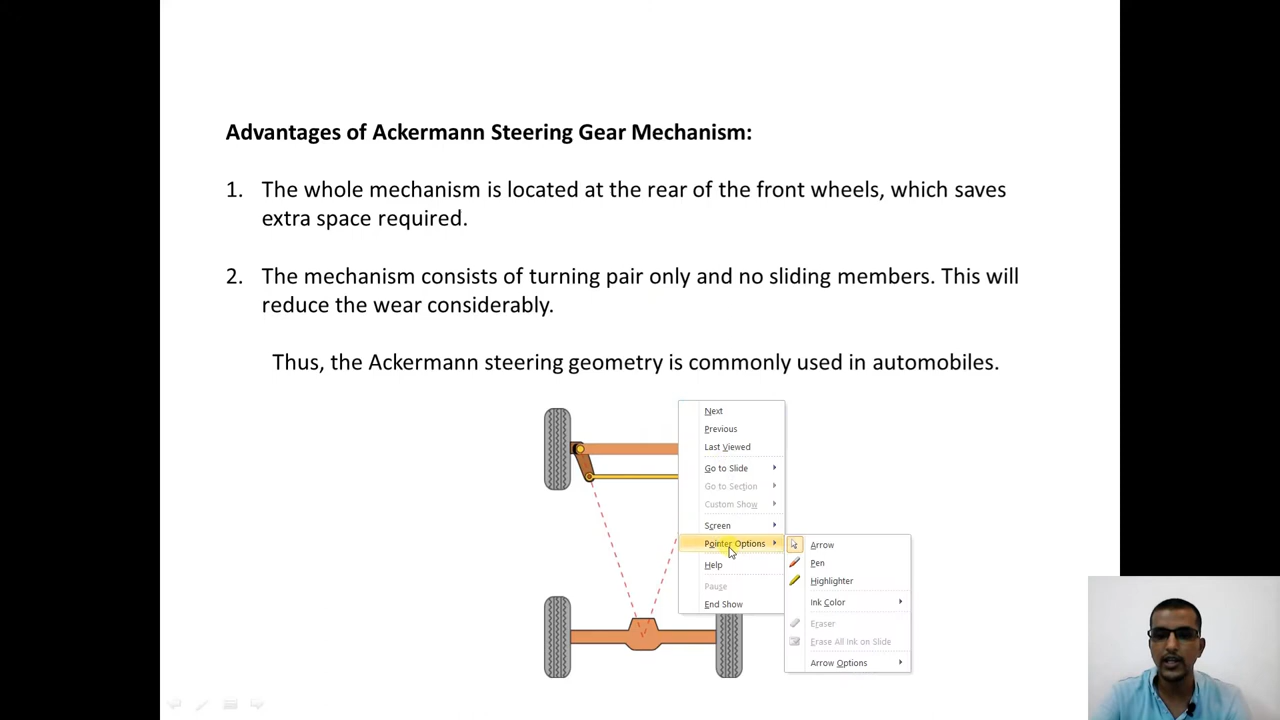 Advantages of Ackermann Steering Gear Mechanism:
1. The whole mechanism is located at the rear of the front wheels, which saves
extra space required.
2. The mechanism consists of turning pair only and no sliding members. This will
reduce the wear considerably.
Thus, the Ackermann steering geometry is commonly used in automobiles.
Next
Previous
Last Viewed
Go to Slide
Go to Section
Custom Show
Screen
Pointer Options
Help
Pause
End Show
Arrow
Pen
Highlighter
Ink Color
Eraser
Erase All Ink on Slide
Arrow Options